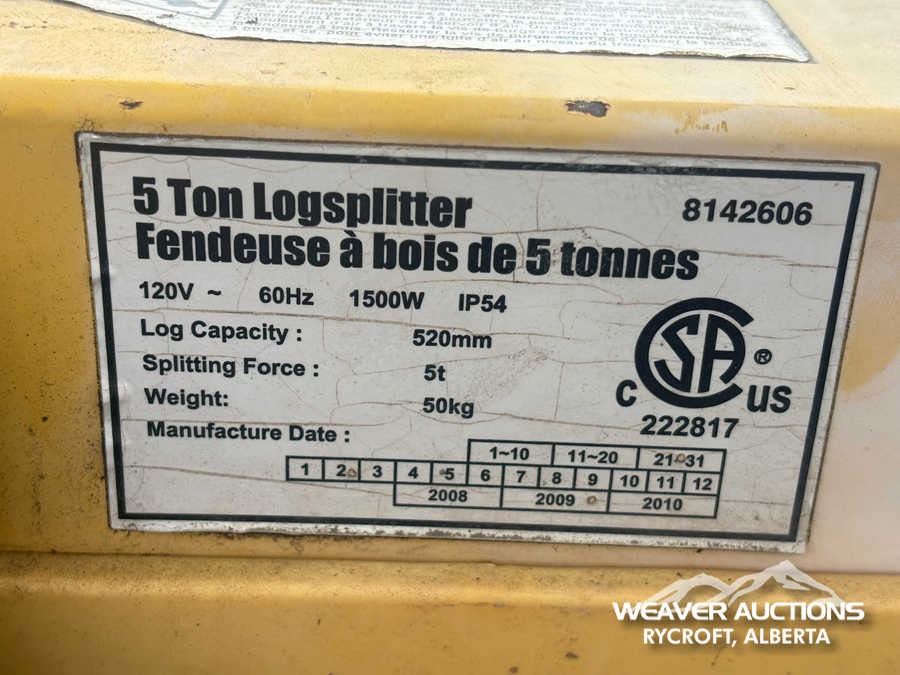 5 Ton Logsplitter
8142606
Fendeuse à bois de 5 tonnes
120V ~ 60Hz 1500W IP54
Log Capacity : 520mm
Splitting Force : 5t
Weight: 50kg
CSA ®
C US
222817
Manufacture Date :
1~10 11~20 21~31
1 2 3 4 5 6 7 8 9 10 11 12
2008 2009 2010
WEAVER AUCTIONS
RYCROFT, ALBERTA